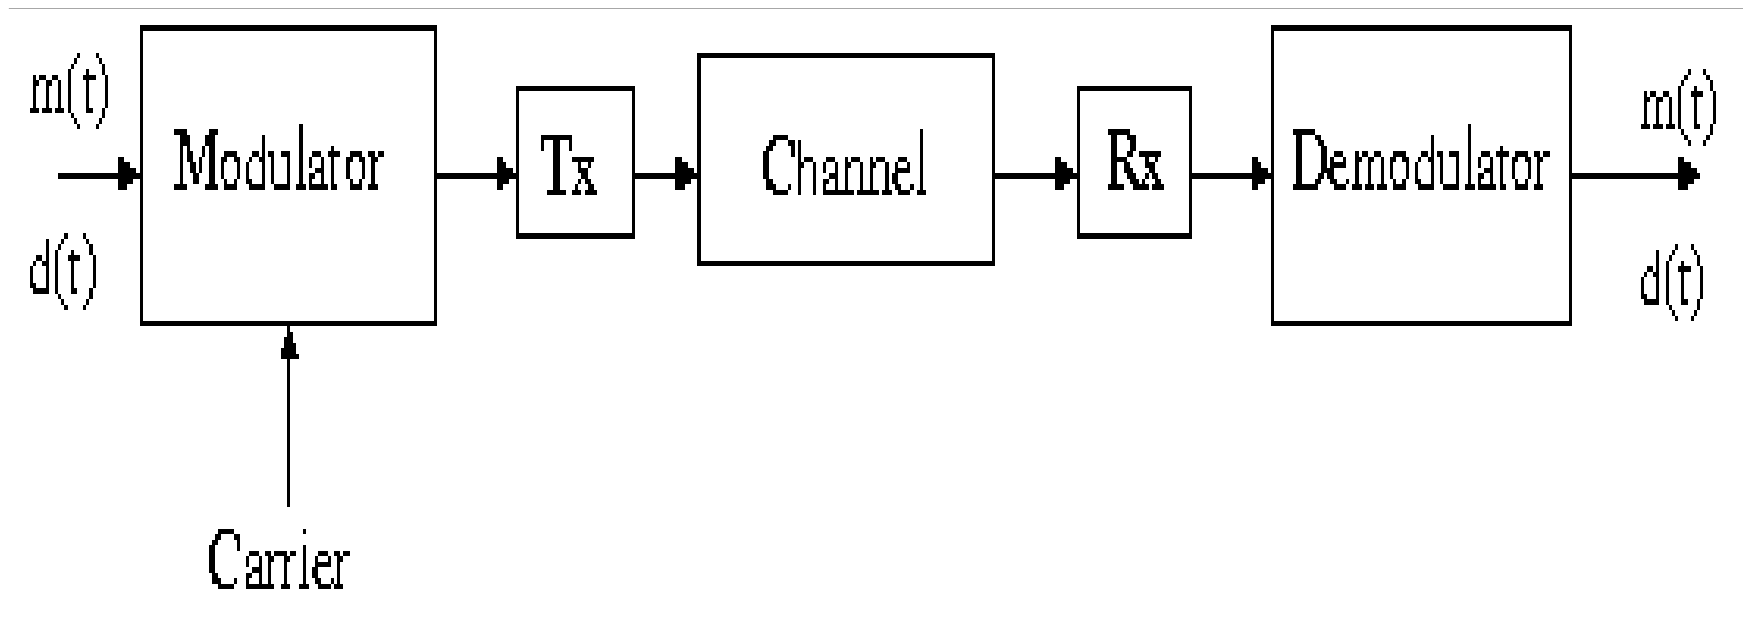 m(t)
Modulator
Tx
Channel
Rx
Demodulator
m(t)
d(t)
d(t)
Carrier